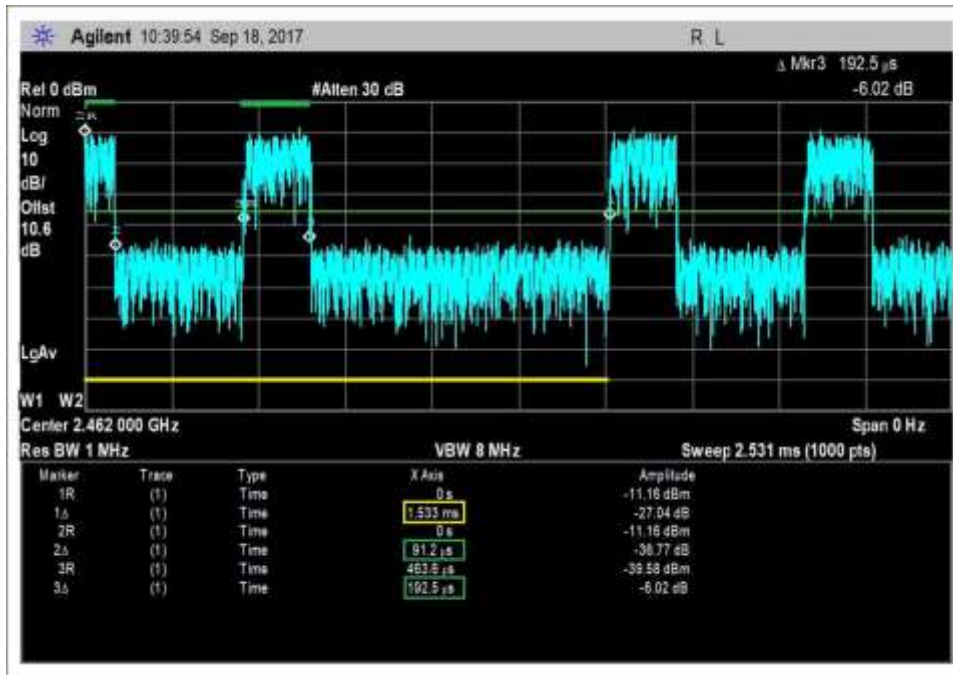 Agilent 10:39:54 Sep 18, 2017 R L
Δ Mkr3 192.5 µs
Ref 0 dBm #Atten 30 dB -6.02 dB
Norm
Log
10
dB/
Offst
10.6
dB
LgAv
W1 W2
Center 2.462 000 GHz Span 0 Hz
Res BW 1 MHz VBW 8 MHz Sweep 2.531 ms (1000 pts)
Marker Trace Type X Axis Amplitude
1R (1) Time 0 s -11.16 dBm
1Δ (1) Time 1.533 ms -27.04 dB
2R (1) Time 0 s -11.16 dBm
2Δ (1) Time 91.2 µs -36.77 dB
3R (1) Time 463.6 µs -39.58 dBm
3Δ (1) Time 192.5 µs -6.02 dB